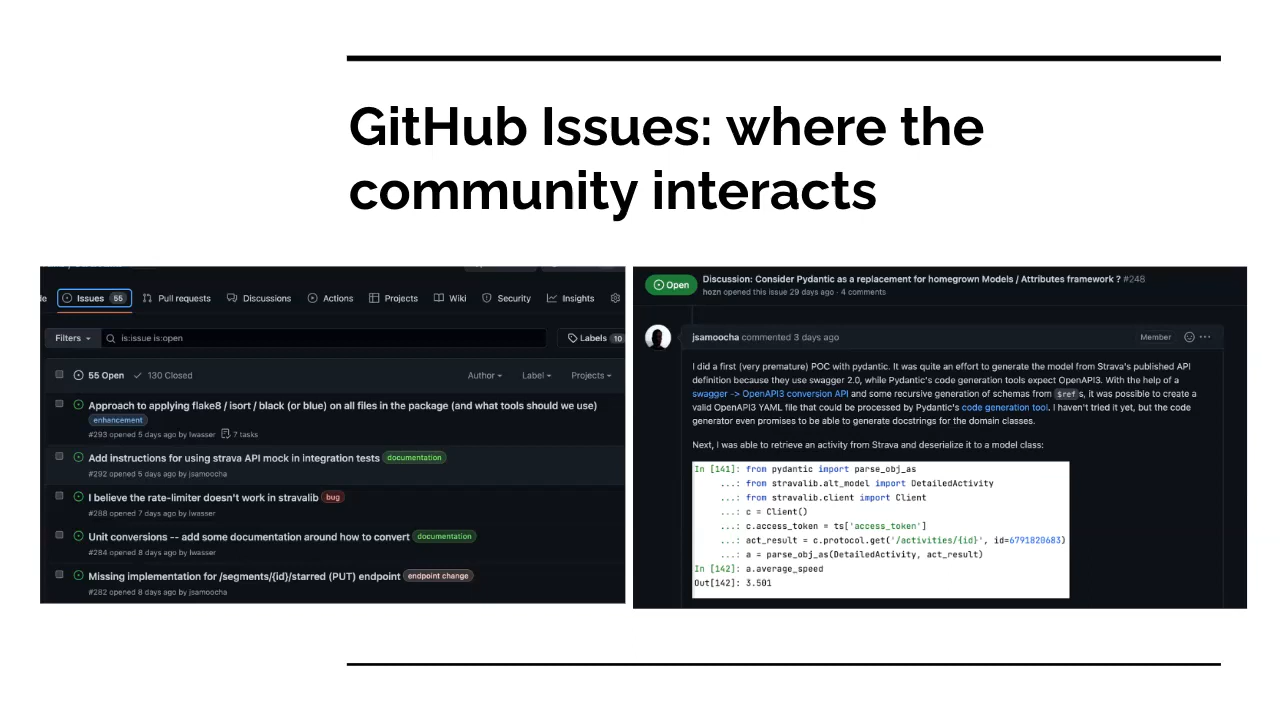 GitHub Issues: where the
community interacts
de Issues 55 Pull requests Discussions Actions Projects Wiki Security Insights
Filters is:issue is:open Labels 10
55 Open 130 Closed Author Label Projects
Approach to applying flake8 / isort / black (or blue) on all files in the package (and what tools should we use)
enhancement
#293 opened 5 days ago by lwasser 7 tasks
Add instructions for using strava API mock in integration tests documentation
#292 opened 5 days ago by jsamoocha
I believe the rate-limiter doesn't work in stravalib bug
#288 opened 7 days ago by lwasser
Unit conversions -- add some documentation around how to convert documentation
#284 opened 8 days ago by lwasser
Missing implementation for /segments/{id}/starred (PUT) endpoint endpoint change
#282 opened 8 days ago by jsamoocha
Open Discussion: Consider Pydantic as a replacement for homegrown Models / Attributes framework ? #248
hozn opened this issue 29 days ago · 4 comments
jsamoocha commented 3 days ago Member
I did a first (very premature) POC with pydantic. It was quite an effort to generate the model from Strava's published API
definition because they use swagger 2.0, while Pydantic's code generation tools expect OpenAPI3. With the help of a
swagger -> OpenAPI3 conversion API and some recursive generation of schemas from $ref s, it was possible to create a
valid OpenAPI3 YAML file that could be processed by Pydantic's code generation tool. I haven't tried it yet, but the code
generator even promises to be able to generate docstrings for the domain classes.
Next, I was able to retrieve an activity from Strava and deserialize it to a model class:
In [141]: from pydantic import parse_obj_as
...: from stravalib.alt_model import DetailedActivity
...: from stravalib.client import Client
...: c = Client()
...: c.access_token = ts['access_token']
...: act_result = c.protocol.get('/activities/{id}', id=6791820683)
...: a = parse_obj_as(DetailedActivity, act_result)
In [142]: a.average_speed
Out[142]: 3.501